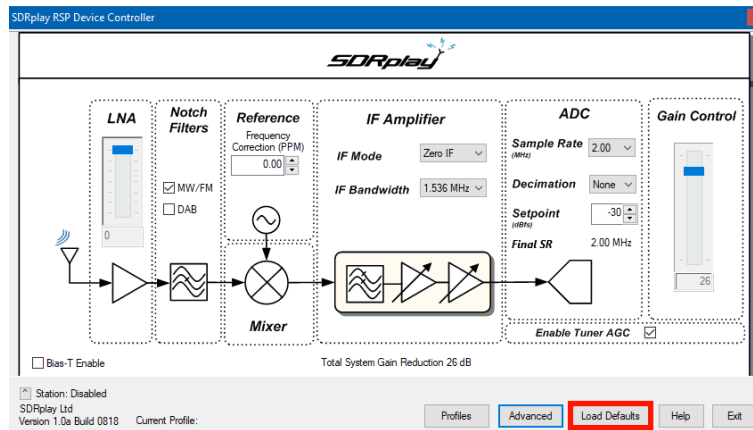 SDRplay RSP Device Controller
SDRplay
LNA
0
Notch
Filters
MW/FM
DAB
Reference
Frequency
Correction (PPM)
0.00
Mixer
IF Amplifier
IF Mode
Zero IF
IF Bandwidth
1.536 MHz
ADC
Sample Rate
(MHz)
2.00
Decimation
None
Setpoint
(dBfs)
-30
Final SR
2.00 MHz
Gain Control
26
Enable Tuner AGC
Bias-T Enable
Total System Gain Reduction 26 dB
Station: Disabled
SDRplay Ltd
Version 1.0a Build 0818
Current Profile:
Profiles
Advanced
Load Defaults
Help
Exit